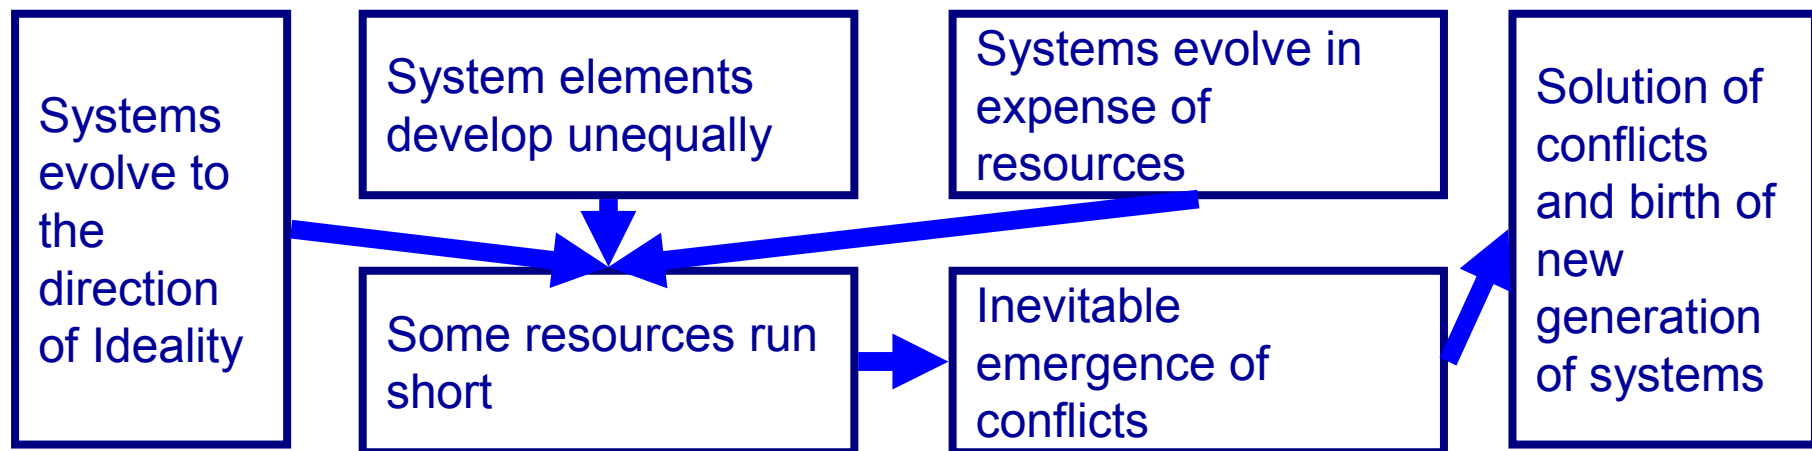 Systems
evolve to
the
direction
of Ideality
System elements
develop unequally
Systems evolve in
expense of
resources
Some resources run
short
Inevitable
emergence of
conflicts
Solution of
conflicts
and birth of
new
generation
of systems